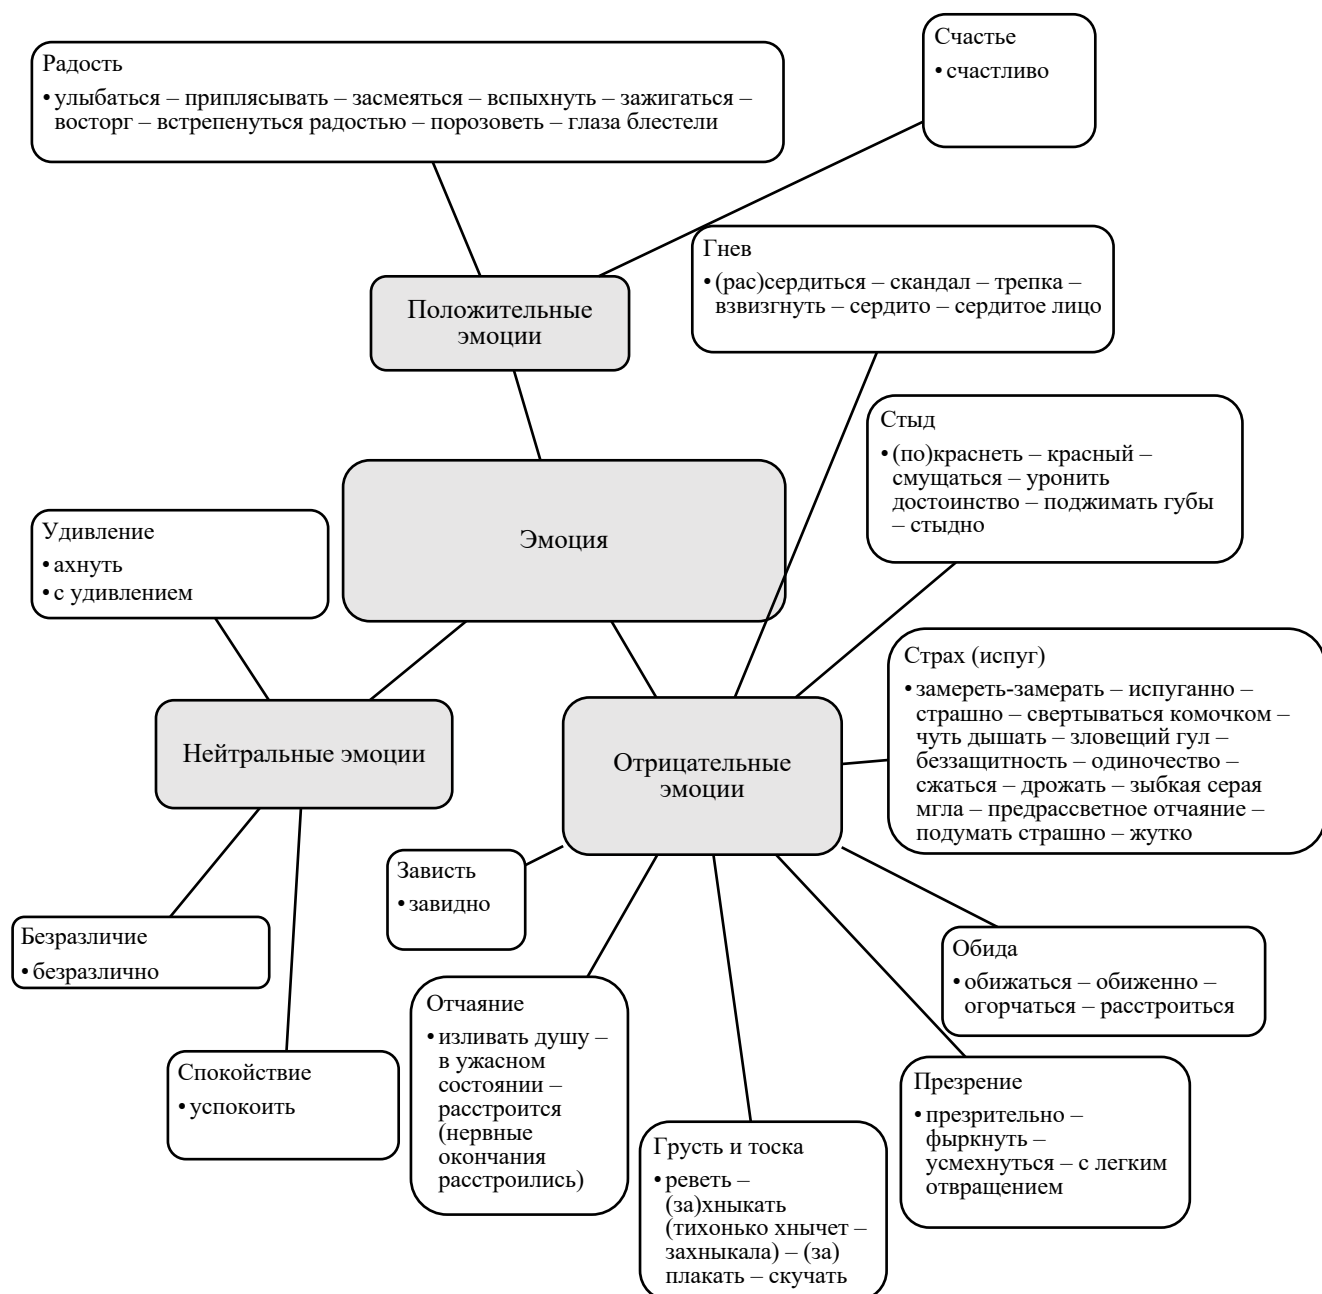 Радость
• улыбаться – приплясывать – засмеяться – вспыхнуть – зажигаться –
восторг – встрепенуться радостью – порозоветь – глаза блестели
Счастье
• счастливо
Гнев
• (рас)сердиться – скандал – трепка –
взвизгнуть – сердито – сердитое лицо
Положительные
эмоции
Стыд
• (по)краснеть – красный –
смущаться – уронить
достоинство – поджимать губы
– стыдно
Эмоция
Удивление
• ахнуть
• с удивлением
Страх (испуг)
• замереть-замерать – испуганно –
страшно – свертываться комочком –
чуть дышать – зловещий гул –
беззащитность – одиночество –
сжаться – дрожать – зыбкая серая
мгла – предрассветное отчаяние –
подумать страшно – жутко
Нейтральные эмоции
Отрицательные
эмоции
Зависть
• завидно
Безразличие
• безразлично
Обида
• обижаться – обиженно –
огорчаться – расстроиться
Отчаяние
• изливать душу –
в ужасном
состоянии –
расстроится
(нервные
окончания
расстроились)
Спокойствие
• успокоить
Презрение
• презрительно –
фыркнуть –
усмехнуться – с легким
отвращением
Грусть и тоска
• реветь –
(за)хныкать
(тихонько хнычет –
захныкала) – (за)
плакать – скучать